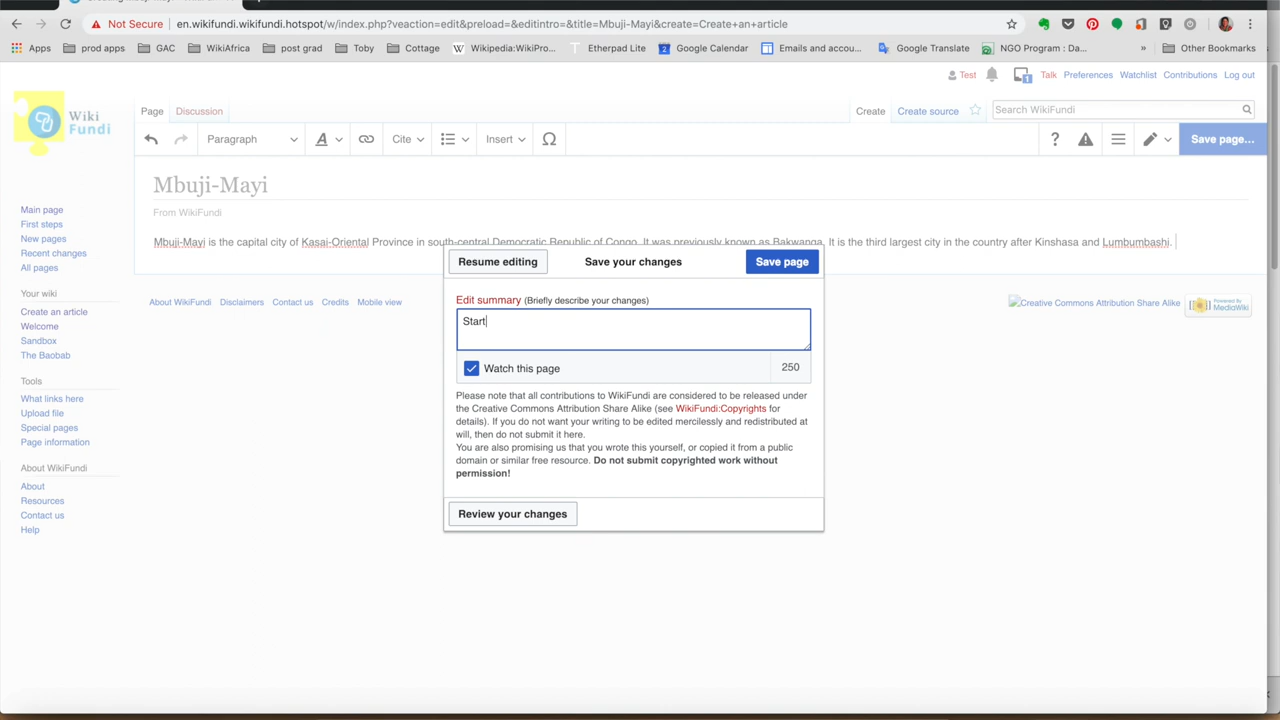 Not Secure en.wikifundi.wikifundi.hotspot/w/index.php?veaction=edit&preload=&editintro=&title=Mbuji-Mayi&create=Create+an+article
Apps prod apps GAC WikiAfrica post grad Toby Cottage Wikipedia:WikiPro... Etherpad Lite Google Calendar Emails and accou... Google Translate NGO Program : Da... » Other Bookmarks
Test 1 Talk Preferences Watchlist Contributions Log out
Wiki
Fundi
Page Discussion Create Create source Search WikiFundi
Paragraph A Cite Insert Ω ? Save page...
Mbuji-Mayi
From WikiFundi
Mbuji-Mayi is the capital city of Kasai-Oriental Province in south-central Democratic Republic of Congo. It was previously known as Bakwanga. It is the third largest city in the country after Kinshasa and Lumbumbashi.
Main page
First steps
New pages
Recent changes
All pages
Your wiki
Create an article
Welcome
Sandbox
The Baobab
Tools
What links here
Upload file
Special pages
Page information
About WikiFundi
About
Resources
Contact us
Help
Resume editing Save your changes Save page
Edit summary (Briefly describe your changes)
Start
Watch this page 250
Please note that all contributions to WikiFundi are considered to be released under
the Creative Commons Attribution Share Alike (see WikiFundi:Copyrights for
details). If you do not want your writing to be edited mercilessly and redistributed at
will, then do not submit it here.
You are also promising us that you wrote this yourself, or copied it from a public
domain or similar free resource. Do not submit copyrighted work without
permission!
Review your changes
About WikiFundi Disclaimers Contact us Credits Mobile view
Creative Commons Attribution Share Alike
Powered By
MediaWiki